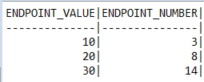 ENDPOINT_VALUE|ENDPOINT_NUMBER|
--------------|---------------|
            10|              3|
            20|              8|
            30|             14|